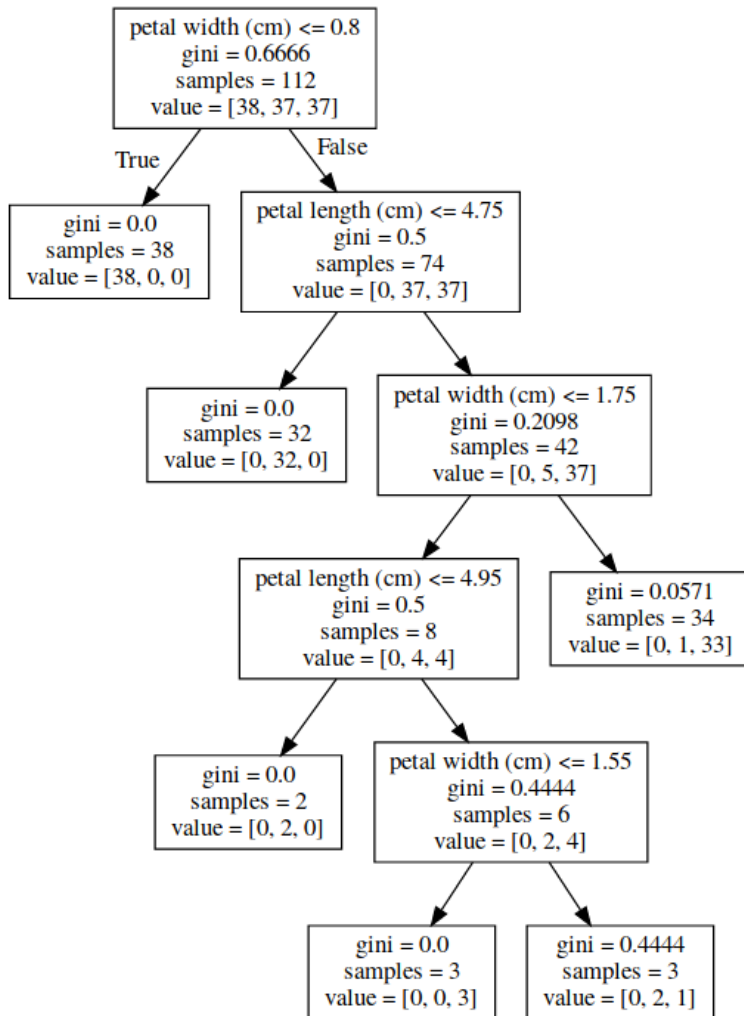 petal width (cm) <= 0.8
gini = 0.6666
samples = 112
value = [38, 37, 37]
True
False
gini = 0.0
samples = 38
value = [38, 0, 0]
petal length (cm) <= 4.75
gini = 0.5
samples = 74
value = [0, 37, 37]
gini = 0.0
samples = 32
value = [0, 32, 0]
petal width (cm) <= 1.75
gini = 0.2098
samples = 42
value = [0, 5, 37]
petal length (cm) <= 4.95
gini = 0.5
samples = 8
value = [0, 4, 4]
gini = 0.0571
samples = 34
value = [0, 1, 33]
gini = 0.0
samples = 2
value = [0, 2, 0]
petal width (cm) <= 1.55
gini = 0.4444
samples = 6
value = [0, 2, 4]
gini = 0.0
samples = 3
value = [0, 0, 3]
gini = 0.4444
samples = 3
value = [0, 2, 1]